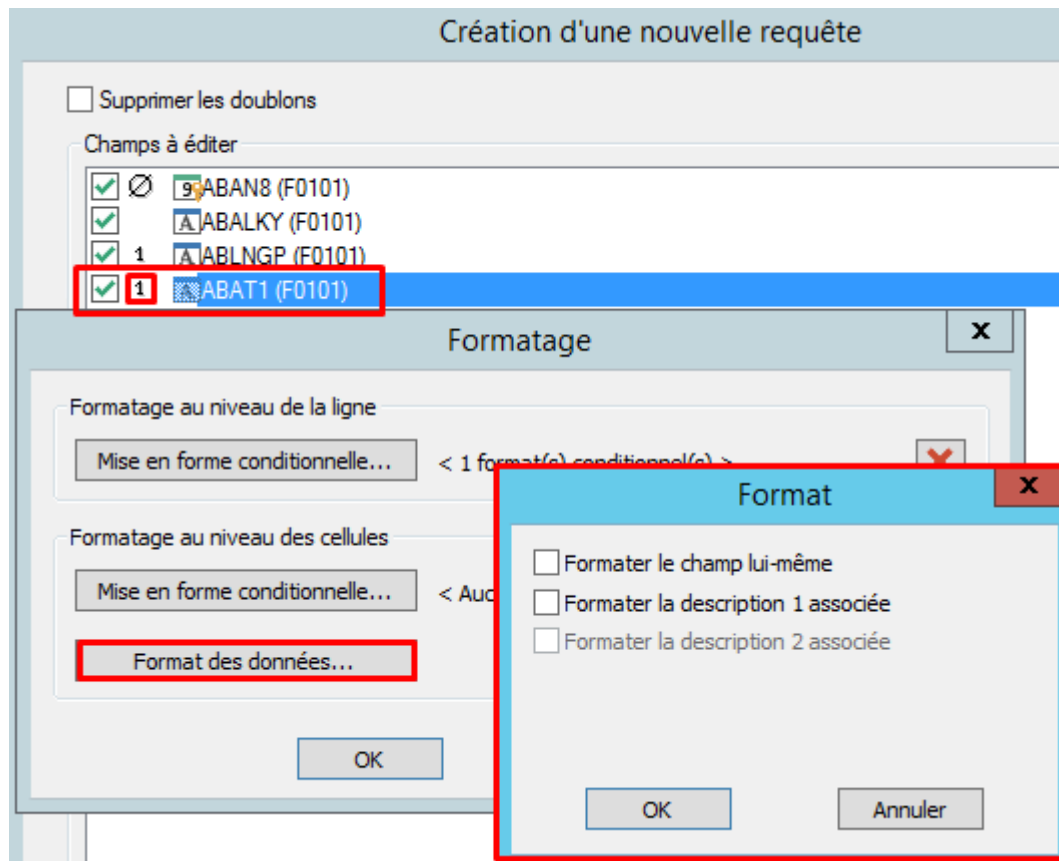 Création d'une nouvelle requête
Supprimer les doublons
Champs à éditer
ABAN8 (F0101)
ABALKY (F0101)
1 ABLNGP (F0101)
1 ABAT1 (F0101)
Formatage
x
Formatage au niveau de la ligne
Mise en forme conditionnelle... < 1 format(s) conditionnel(s) >
Format
x
Formatage au niveau des cellules
Mise en forme conditionnelle... < Auc
Format des données...
Formater le champ lui-même
Formater la description 1 associée
Formater la description 2 associée
OK
OK
Annuler